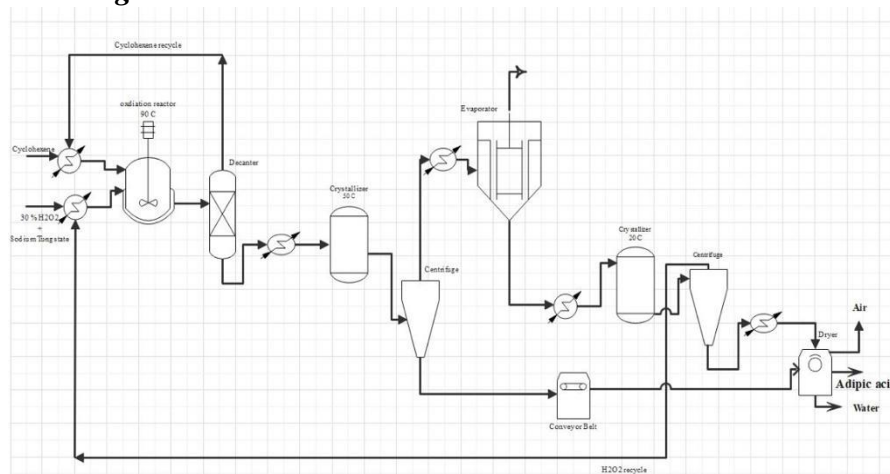 Cyclohexene recycle
oxidiation reactor
90 C
Cyclohexene
30 % H2O2
+
Sodium Tungstate
Decanter
Crystallizer
50 C
Centrifuge
Evaporator
Crystallizer
20 C
Centrifuge
Dryer
Air
Adipic aci
Water
Conveyor Belt
H2O2 recycle